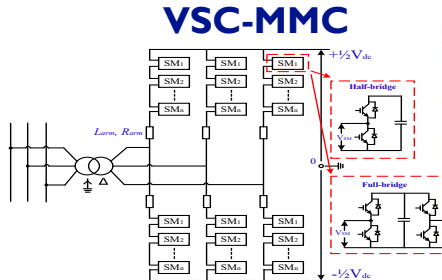 VSC-MMC
+½Vdc
SM1 SM1 SM1
SM2 SM2 SM2
SMn SMn SMn
Half-bridge
VSM
Larm, Rarm
0
Full-bridge
VSM
SM1 SM1 SM1
SM2 SM2 SM2
SMn SMn SMn
-½Vdc